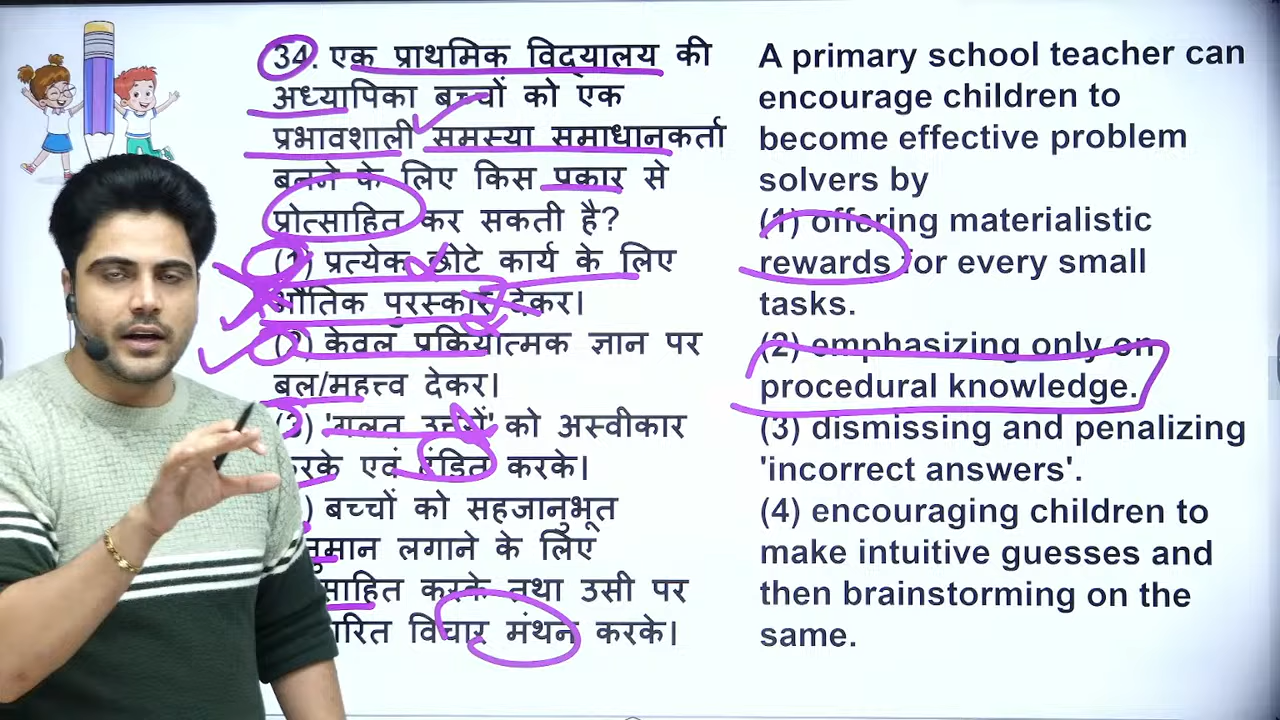 34. एक प्राथमिक विद्यालय की
अध्यापिका बच्चों को एक
प्रभावशाली समस्या समाधानकर्ता
बनने के लिए किस प्रकार से
प्रोत्साहित कर सकती है?
(1) प्रत्येक छोटे कार्य के लिए
भौतिक पुरस्कार देकर।
(2) केवल प्रक्रियात्मक ज्ञान पर
बल/महत्त्व देकर।
(3) 'गलत उत्तरों' को अस्वीकार
करके एवं दंडित करके।
बच्चों को सहजानुभूत
लगाने के लिए
करके तथा उसी पर
विचार मंथन करके।
A primary school teacher can
encourage children to
become effective problem
solvers by
(1) offering materialistic
rewards for every small
tasks.
(2) emphasizing only on
procedural knowledge.
(3) dismissing and penalizing
'incorrect answers'.
(4) encouraging children to
make intuitive guesses and
then brainstorming on the
same.